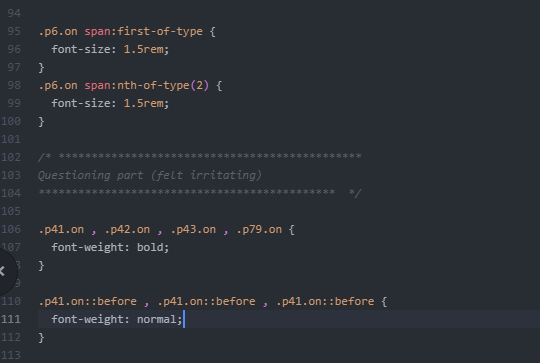 94
95 .p6.on span:first-of-type {
96 font-size: 1.5rem;
97 }
98 .p6.on span:nth-of-type(2) {
99 font-size: 1.5rem;
100 }
101
102 /* **********************************************
103 Questioning part (felt irritating)
104 ********************************************* */
105
106 .p41.on , .p42.on , .p43.on , .p79.on {
107 font-weight: bold;
108 }
109
110 .p41.on::before , .p41.on::before , .p41.on::before {
111 font-weight: normal;
112 }
113